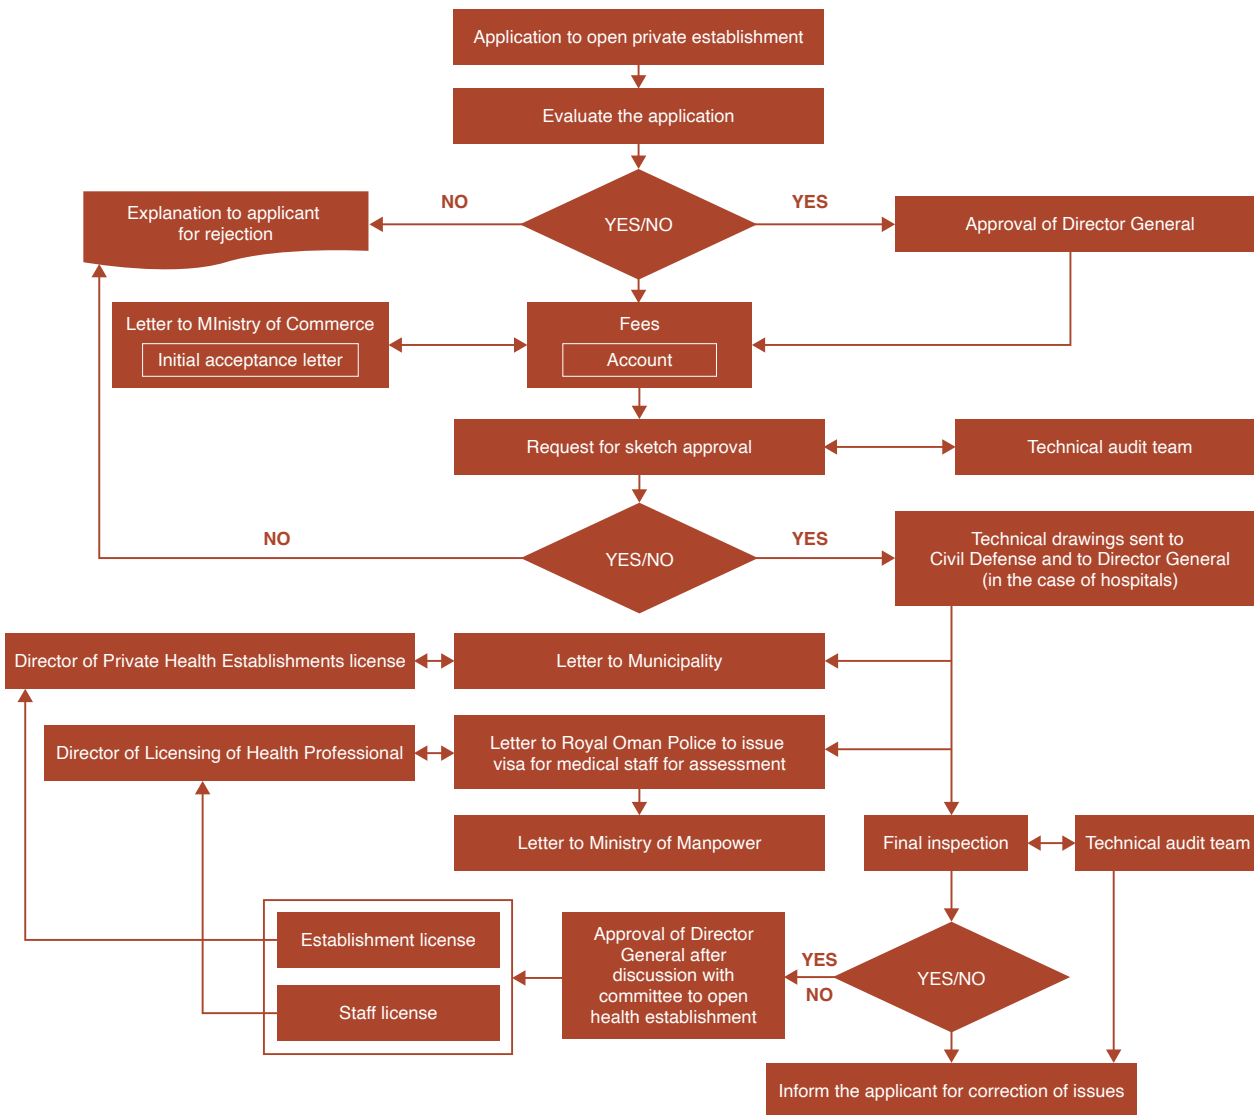 Application to open private establishment
Evaluate the application
NO
YES
Explanation to applicant
for rejection
YES/NO
Approval of Director General
Letter to MInistry of Commerce
Initial acceptance letter
Fees
Account
Request for sketch approval
Technical audit team
NO
YES
YES/NO
Technical drawings sent to
Civil Defense and to Director General
(in the case of hospitals)
Director of Private Health Establishments license
Letter to Municipality
Director of Licensing of Health Professional
Letter to Royal Oman Police to issue
visa for medical staff for assessment
Letter to Ministry of Manpower
Final inspection
Technical audit team
Establishment license
Staff license
Approval of Director
General after
discussion with
committee to open
health establishment
YES
NO
YES/NO
Inform the applicant for correction of issues